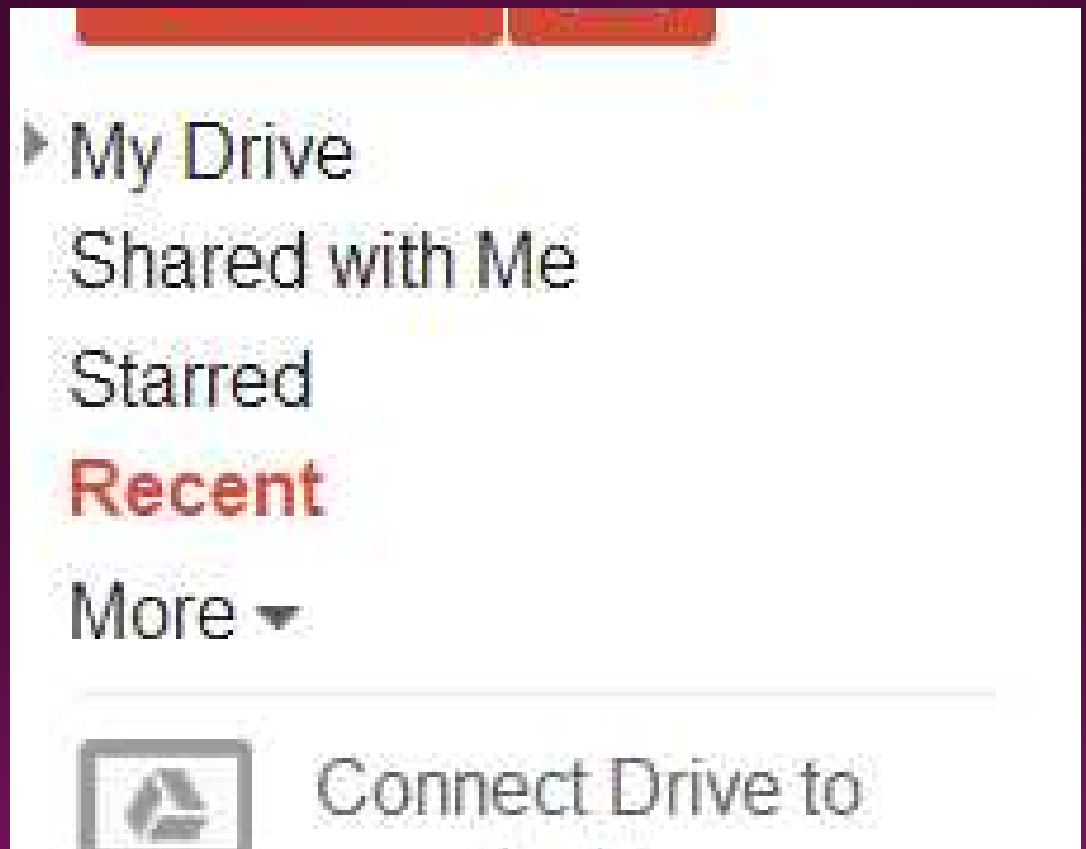 My Drive
Shared with Me
Starred
Recent
More
Connect Drive to